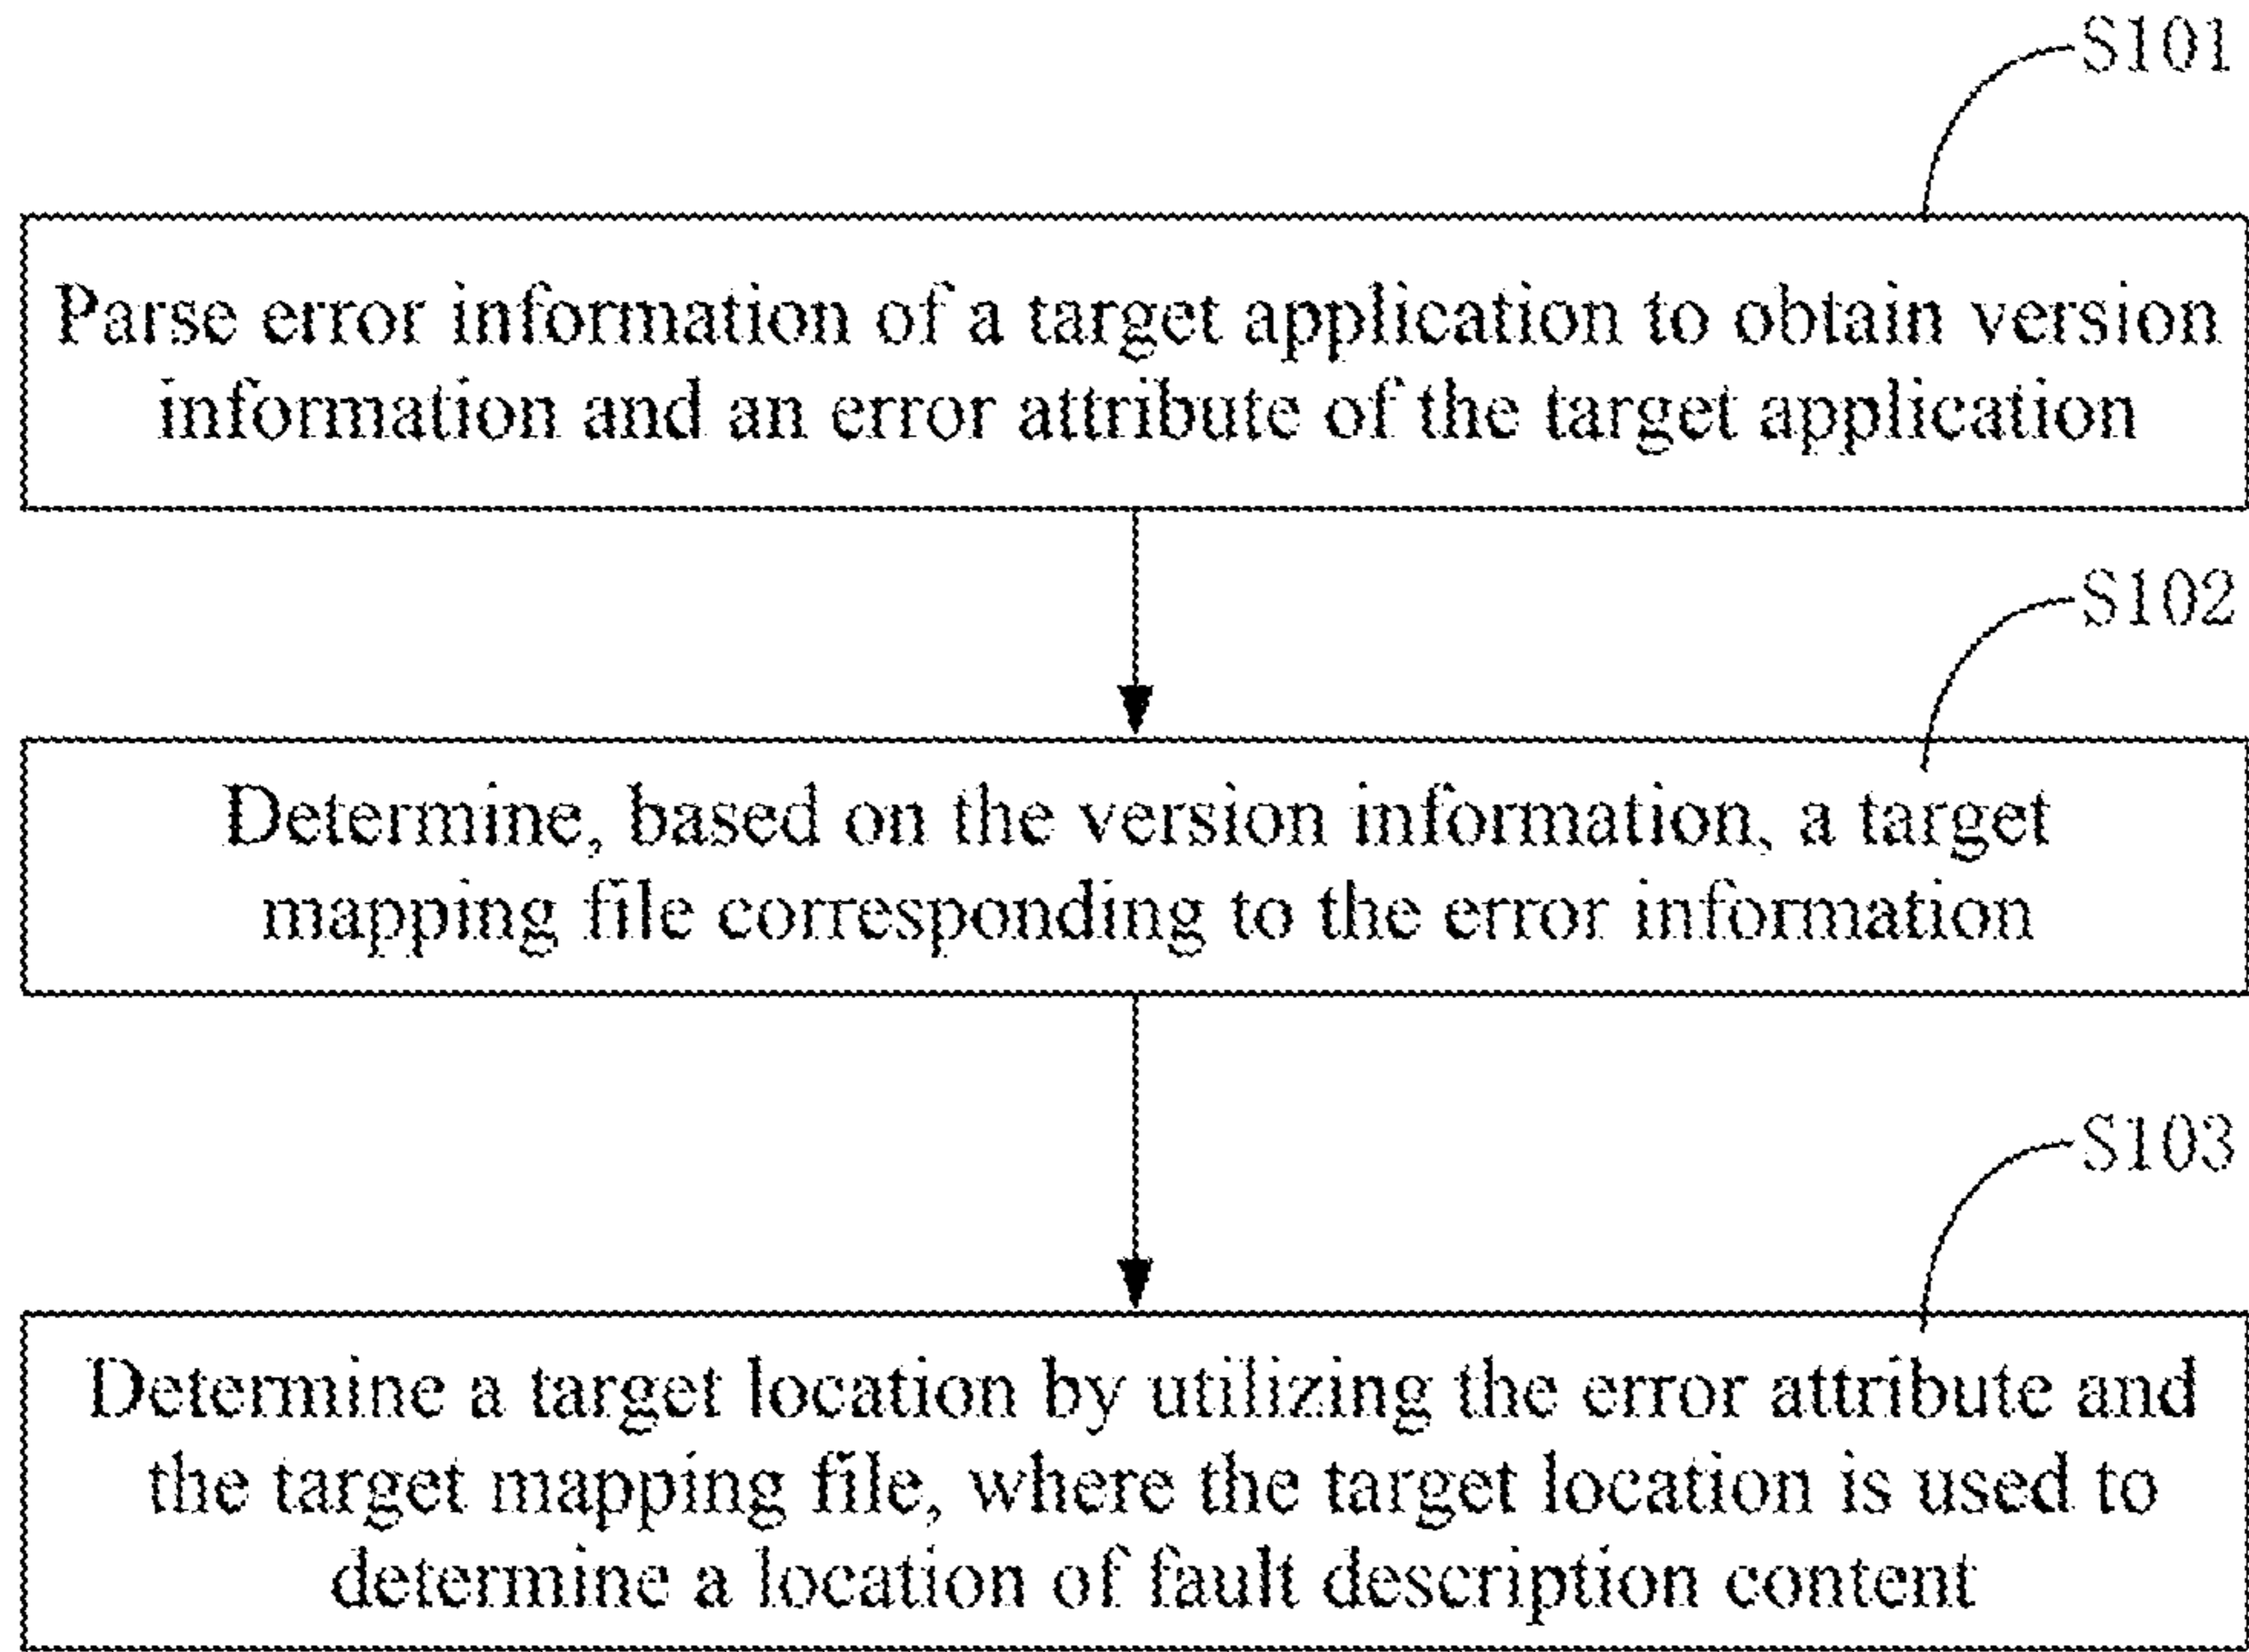 S101
Parse error information of a target application to obtain version
information and an error attribute of the target application
S102
Determine, based on the version information, a target
mapping file corresponding to the error information
S103
Determine a target location by utilizing the error attribute and
the target mapping file, where the target location is used to
determine a location of fault description content